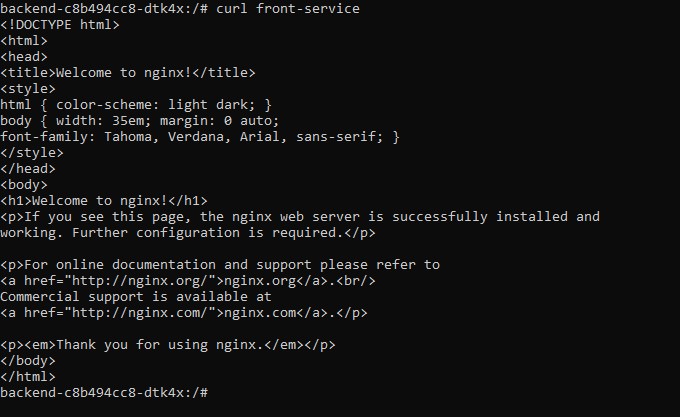 backend-c8b494cc8-dtk4x:/# curl front-service
<!DOCTYPE html>
<html>
<head>
<title>Welcome to nginx!</title>
<style>
html { color-scheme: light dark; }
body { width: 35em; margin: 0 auto;
font-family: Tahoma, Verdana, Arial, sans-serif; }
</style>
</head>
<body>
<h1>Welcome to nginx!</h1>
<p>If you see this page, the nginx web server is successfully installed and
working. Further configuration is required.</p>

<p>For online documentation and support please refer to
<a href="http://nginx.org/">nginx.org</a>.<br/>
Commercial support is available at
<a href="http://nginx.com/">nginx.com</a>.</p>

<p><em>Thank you for using nginx.</em></p>
</body>
</html>
backend-c8b494cc8-dtk4x:/#